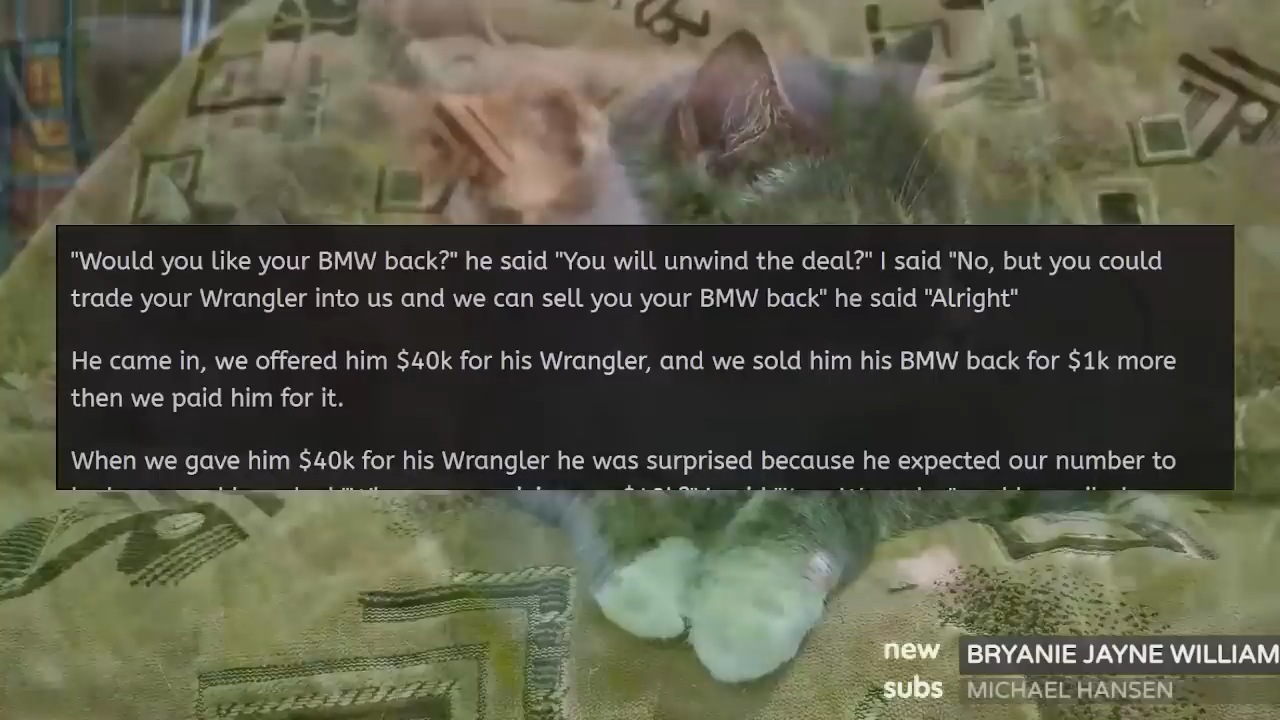 "Would you like your BMW back?" he said "You will unwind the deal?" I said "No, but you could
trade your Wrangler into us and we can sell you your BMW back" he said "Alright"
He came in, we offered him $40k for his Wrangler, and we sold him his BMW back for $1k more
then we paid him for it.
When we gave him $40k for his Wrangler he was surprised because he expected our number to
new BRYANIE JAYNE WILLIAM
subs MICHAEL HANSEN